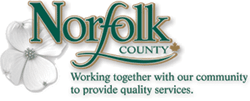 Norfolk
COUNTY
Working together with our community
to provide quality services.